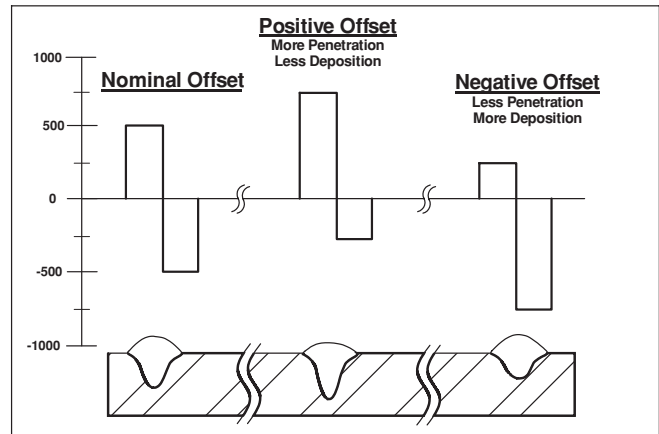 Positive Offset
More Penetration
Less Deposition
Nominal Offset
Negative Offset
Less Penetration
More Deposition
1000
500
0
-500
-1000